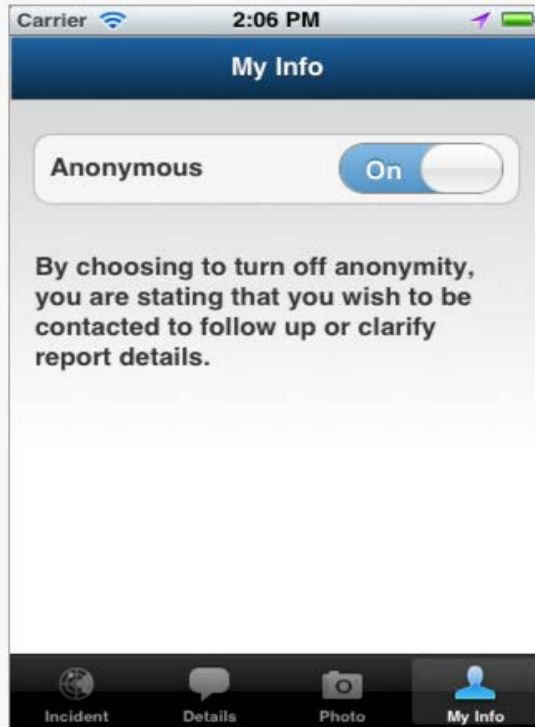 Carrier 2:06 PM
My Info
Anonymous On
By choosing to turn off anonymity,
you are stating that you wish to be
contacted to follow up or clarify
report details.
Incident Details Photo My Info